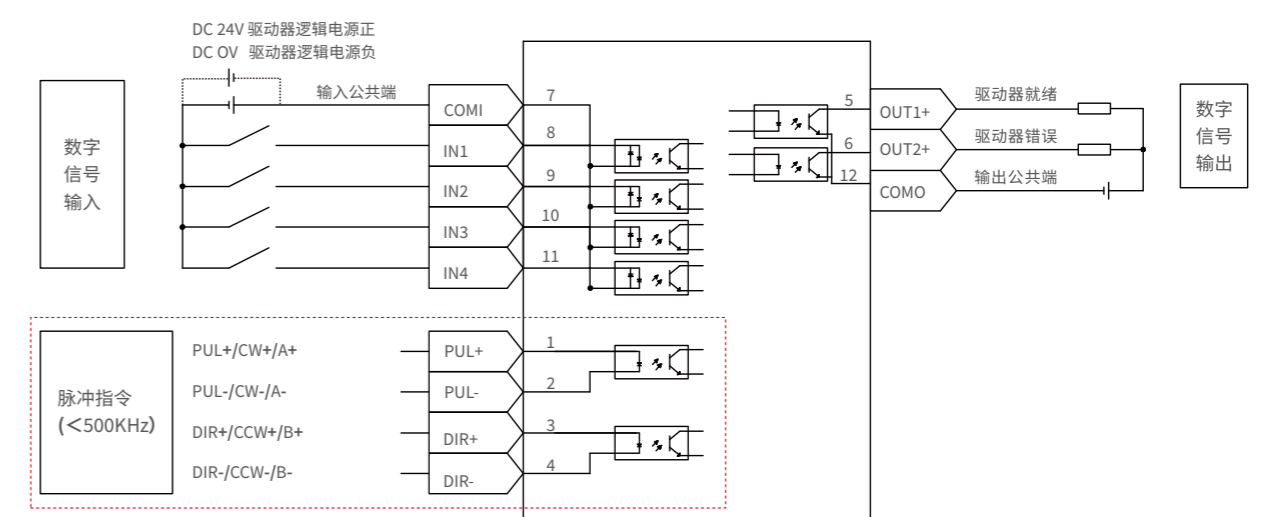 DC 24V 驱动器逻辑电源正
DC OV 驱动器逻辑电源负
数字
信号
输入
输入公共端
COMI
7
IN1
8
IN2
9
IN3
10
IN4
11
5
OUT1+
驱动器就绪
6
OUT2+
驱动器错误
12
COMO
输出公共端
数字
信号
输出
脉冲指令
(＜500KHz)
PUL+/CW+/A+
PUL+
1
PUL-/CW-/A-
PUL-
2
DIR+/CCW+/B+
DIR+
3
DIR-/CCW-/B-
DIR-
4